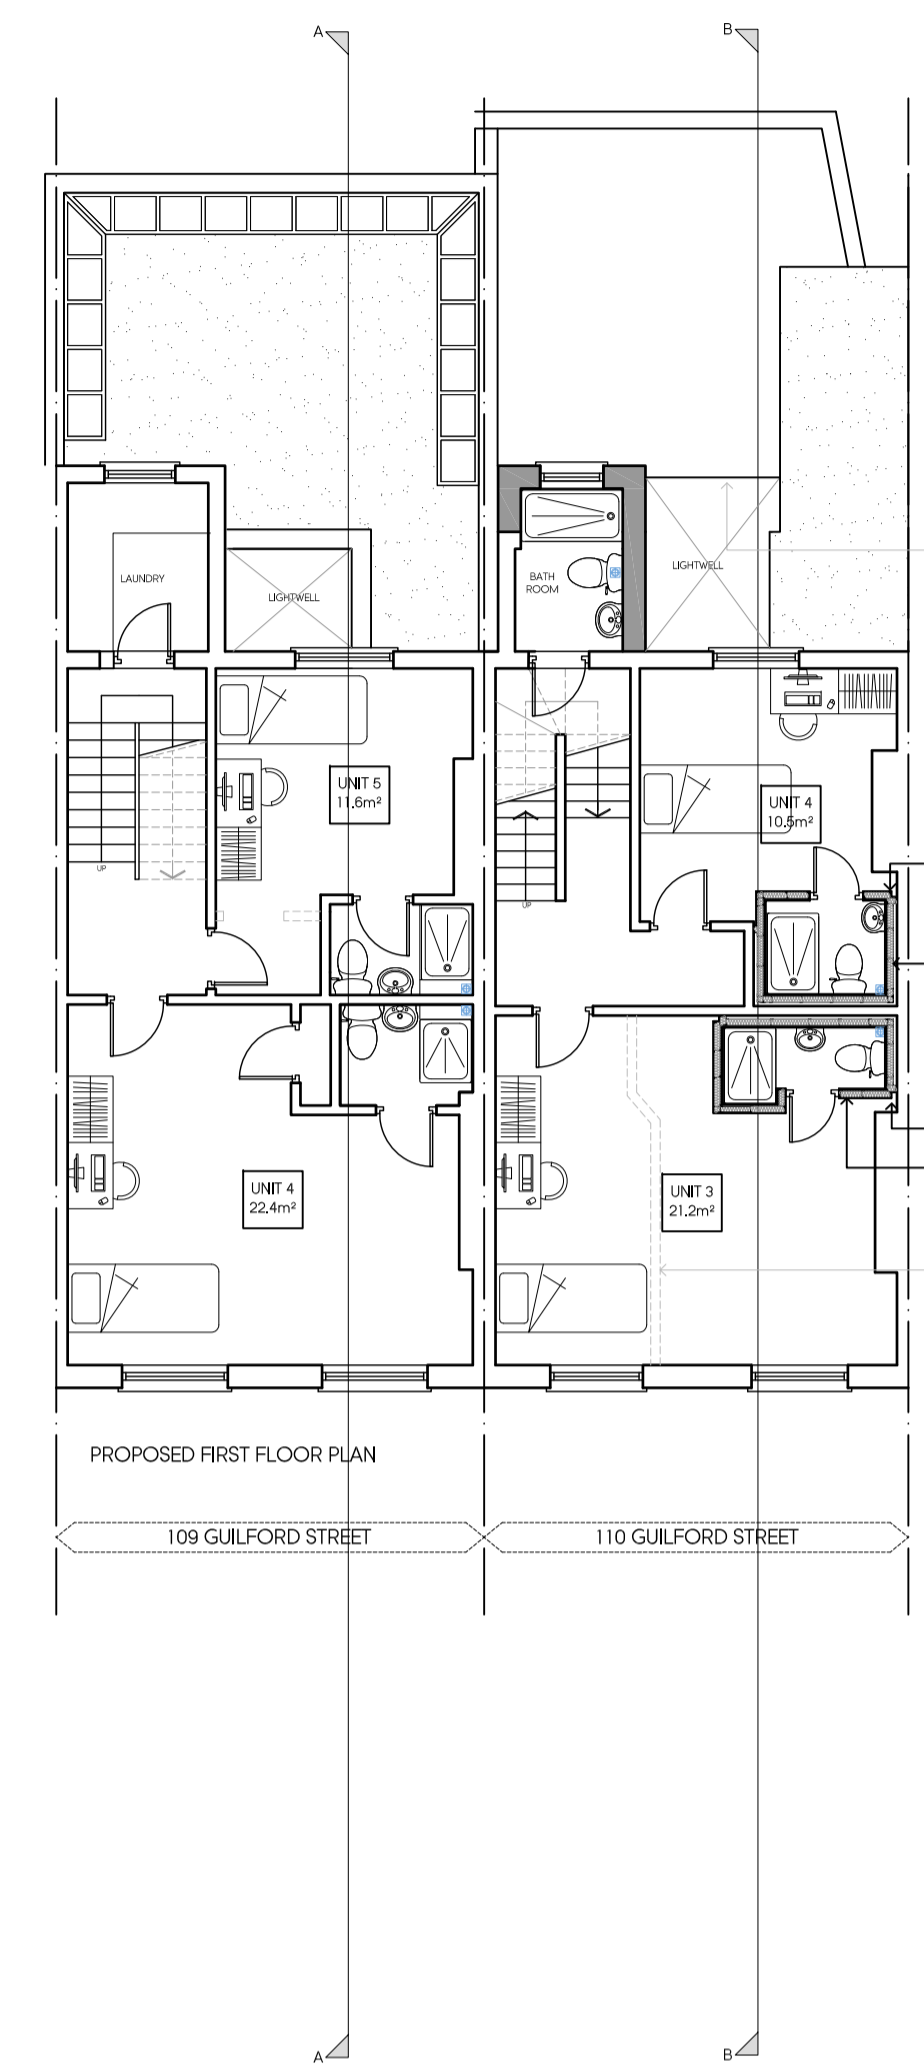 A
B
LAUNDRY
LIGHTWELL
BATH
ROOM
LIGHTWELL
UNIT 5
11.6m²
UNIT 4
10.5m²
UP
UP
UNIT 4
22.4m²
UNIT 3
21.2m²
PROPOSED FIRST FLOOR PLAN
109 GUILFORD STREET
110 GUILFORD STREET
A
B